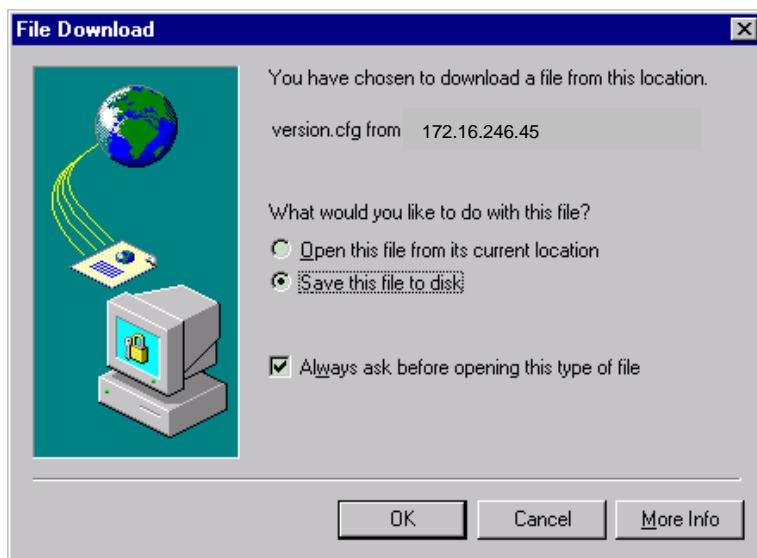 File Download
You have chosen to download a file from this location.
version.cfg from 172.16.246.45
What would you like to do with this file?
Open this file from its current location
Save this file to disk
Always ask before opening this type of file
OK Cancel More Info